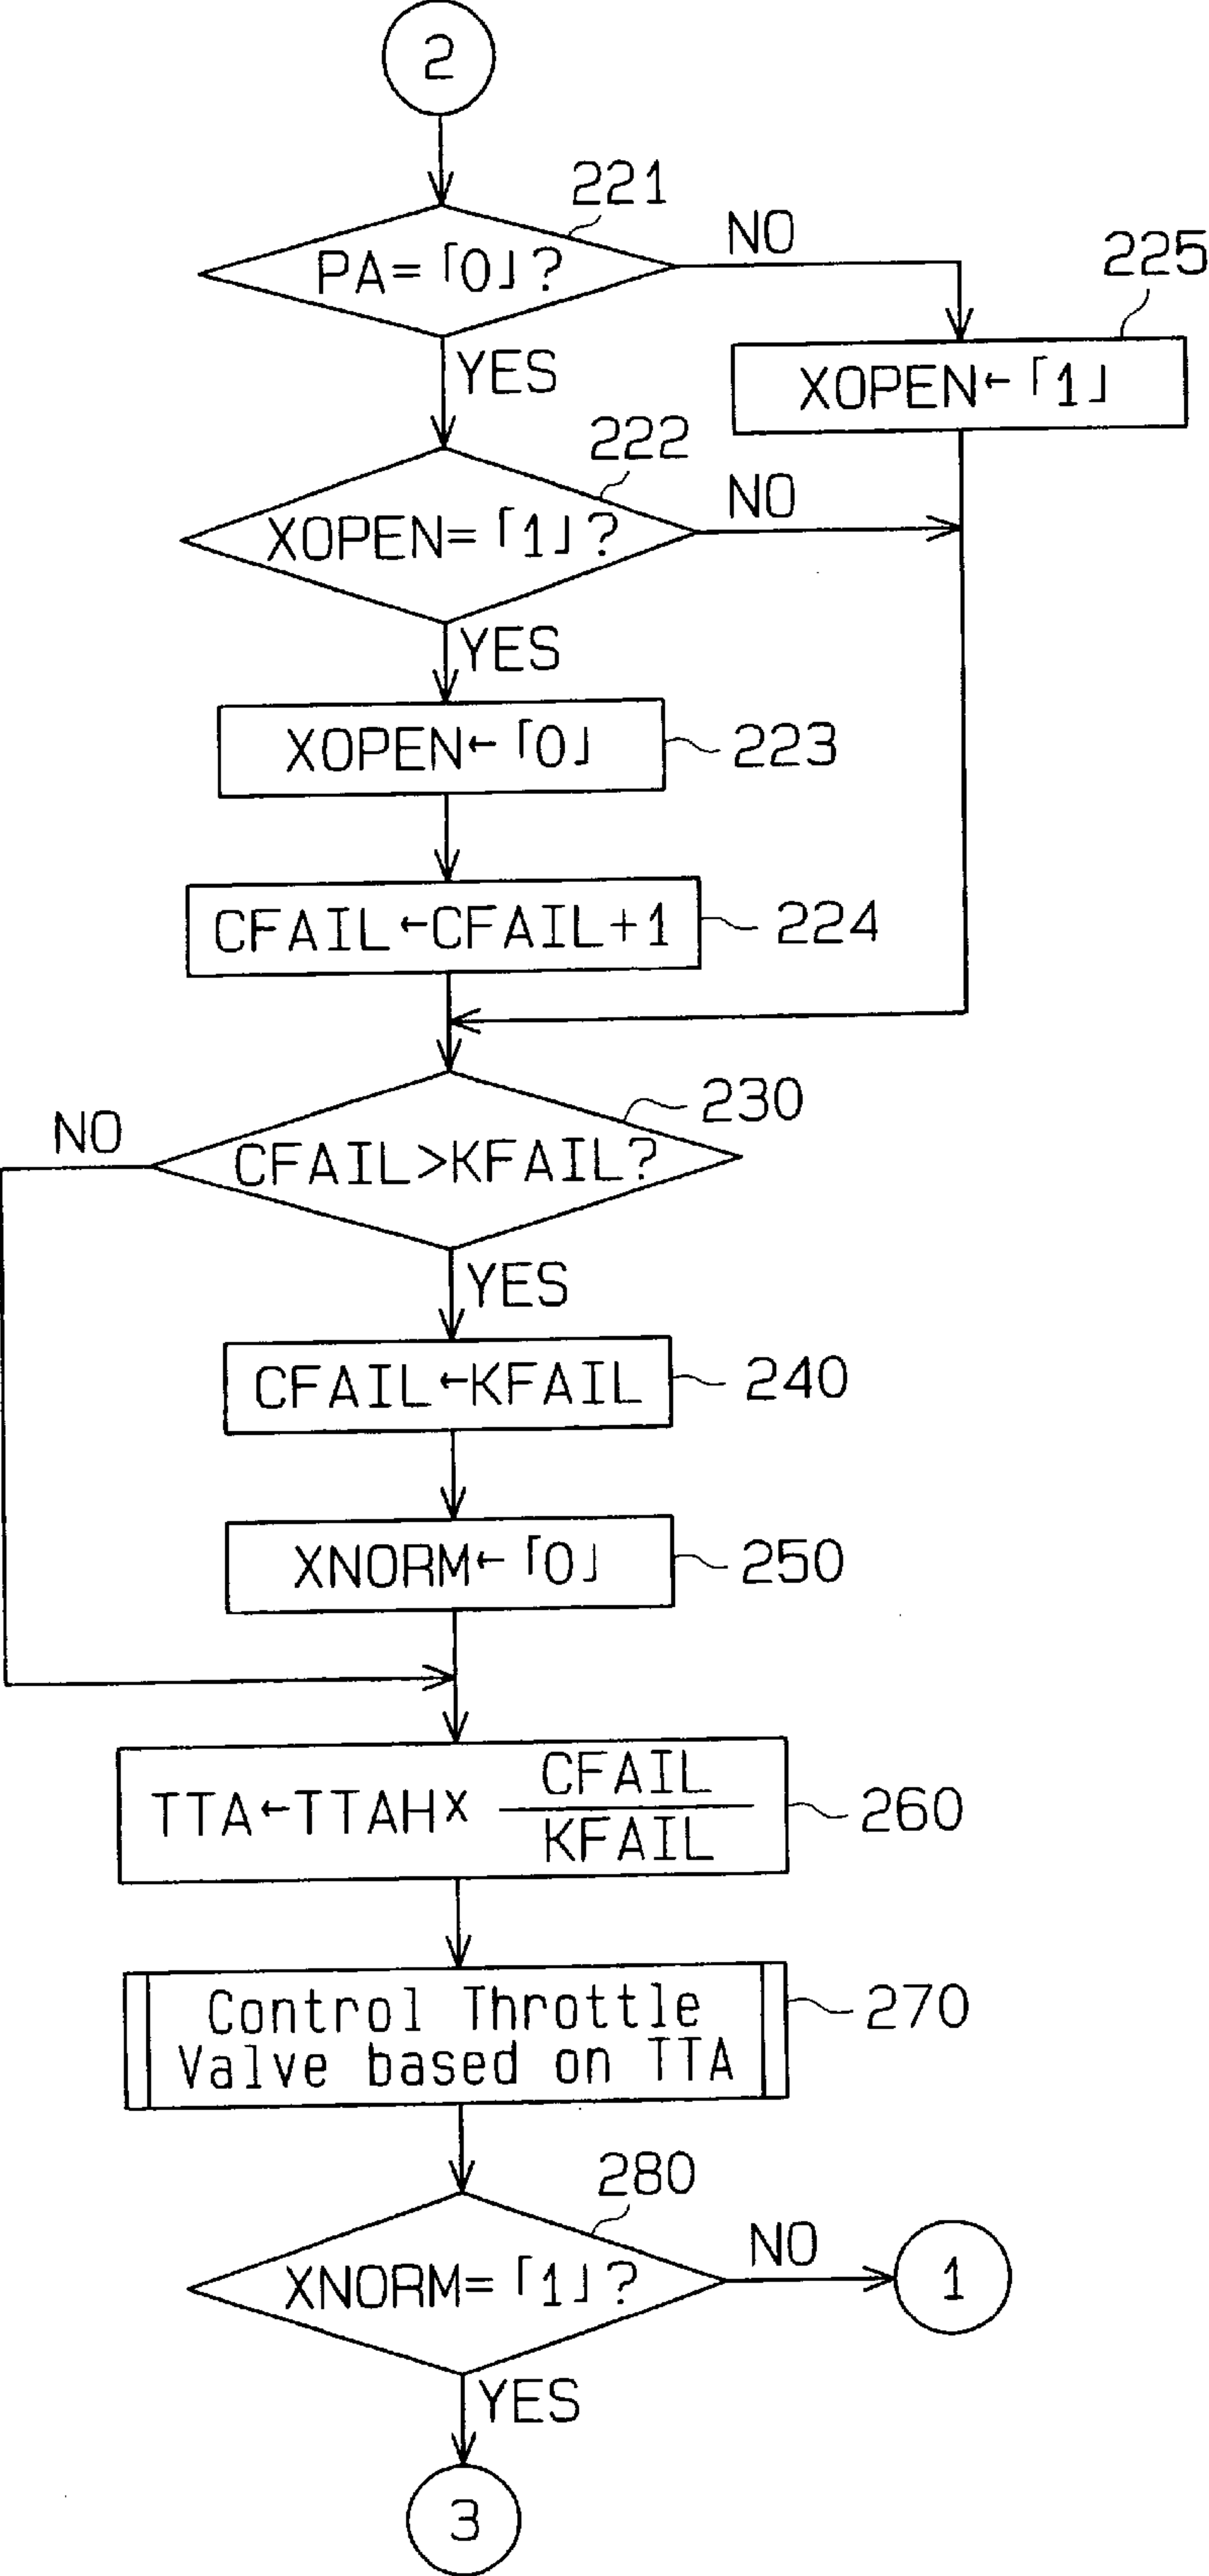 2
221
PA=「0」?
NO
225
YES
XOPEN←「1」
222
XOPEN=「1」?
NO
YES
XOPEN←「0」
223
CFAIL←CFAIL+1
224
230
NO
CFAIL>KFAIL?
YES
CFAIL←KFAIL
240
XNORM←「0」
250
TTA←TTAH×
CFAIL
KFAIL
260
Control Throttle
Valve based on TTA
270
280
XNORM=「1」?
NO
1
YES
3